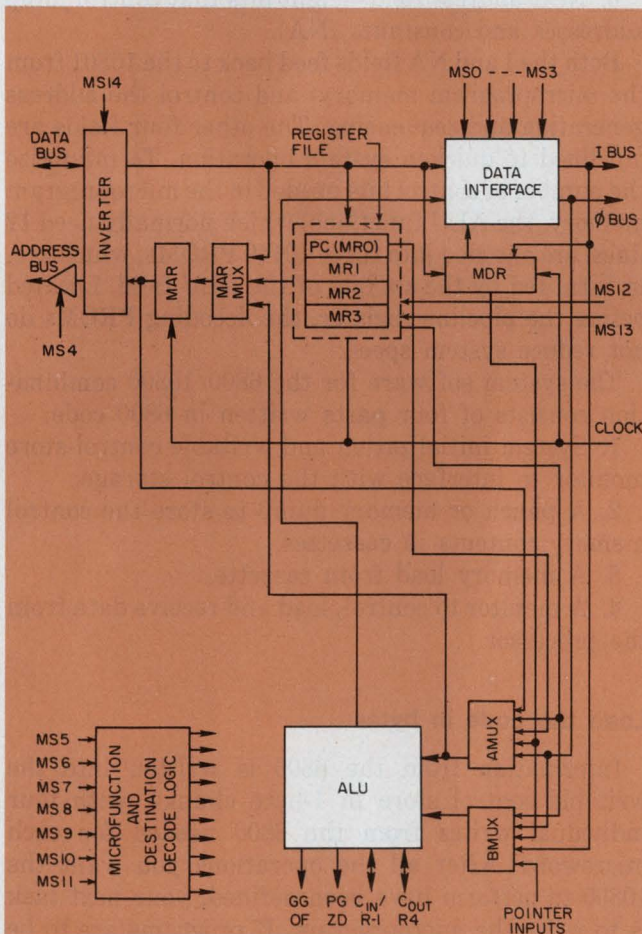 MS14
MS0 - - - MS3
DATA
BUS
REGISTER
FILE
INVERTER
DATA
INTERFACE
I BUS
Ø BUS
ADDRESS
BUS
MAR
MAR
MUX
PC (MRO)
MR1
MR2
MR3
MDR
MS12
MS13
MS4
CLOCK
MS5
MS6
MS7
MS8
MS9
MS10
MS11
MICROFUNCTION
AND
DESTINATION
DECODE LOGIC
ALU
AMUX
BMUX
GG
OF
PG
ZD
CIN/
R-1
COUT
R4
POINTER
INPUTS